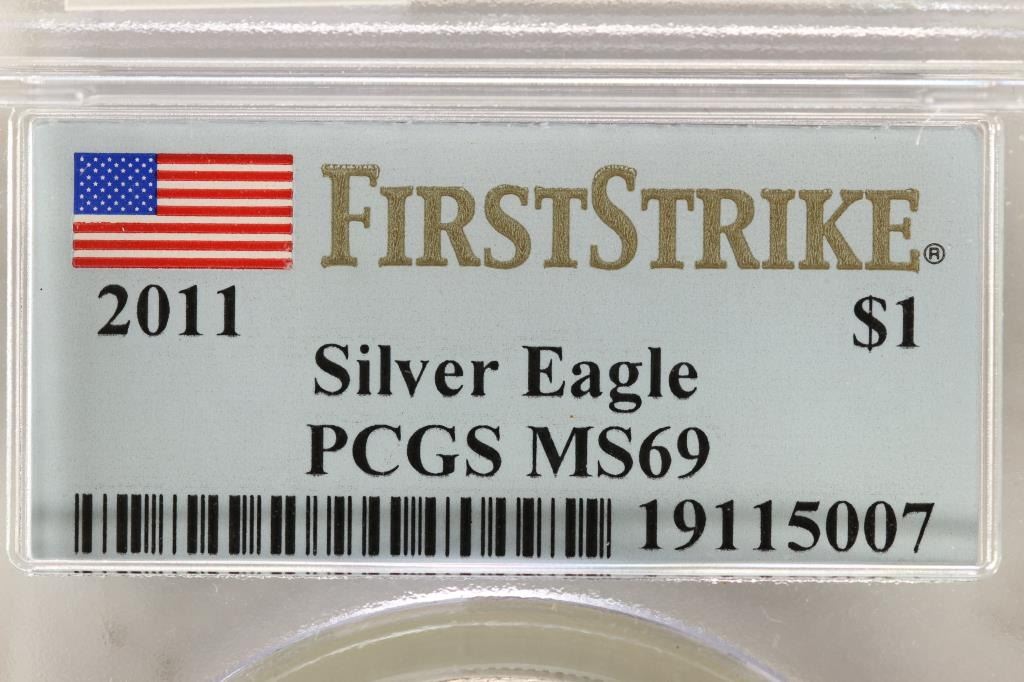 FIRSTSTRIKE®
2011 $1
Silver Eagle
PCGS MS69
19115007